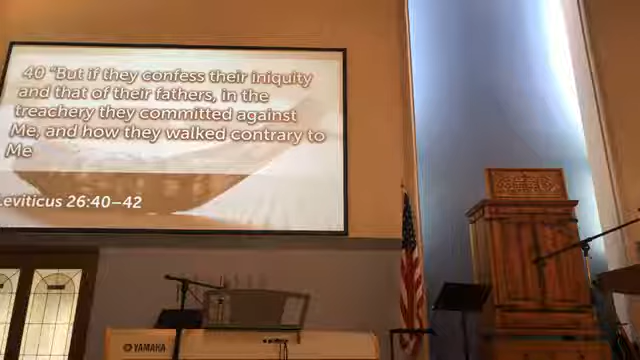 40 "But if they confess their iniquity
and that of their fathers, in the
treachery they committed against
Me, and how they walked contrary to
Me
Leviticus 26:40–42
YAMAHA